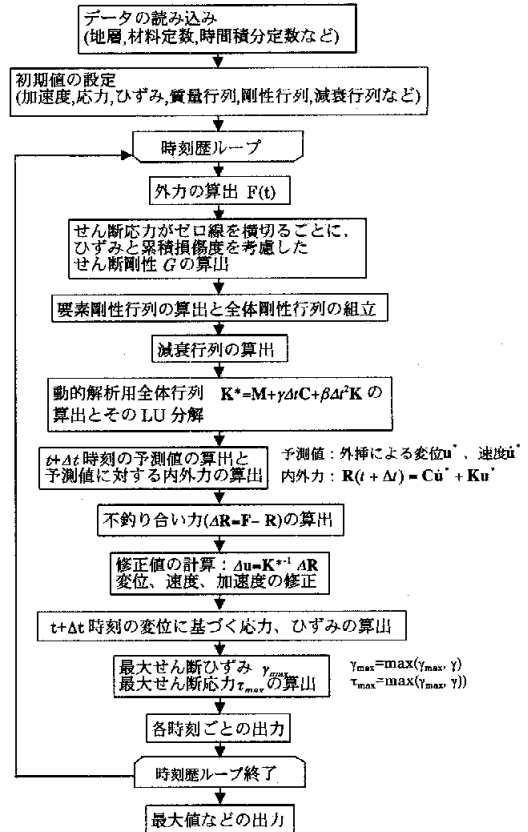 データの読み込み
(地層,材料定数,時間積分定数など)
初期値の設定
(加速度,応力,ひずみ,質量行列,剛性行列,減衰行列など)
時刻歴ループ
外力の算出 F(t)
せん断応力がゼロ線を横切るごとに,
ひずみと累積損傷度を考慮した
せん断剛性 G の算出
要素剛性行列の算出と全体剛性行列の組立
減衰行列の算出
動的解析用全体行列 K*=M+γΔtC+βΔt²K の
算出とその LU 分解
t+Δt 時刻の予測値の算出と
予測値に対する内外力の算出
予測値:外挿による変位u*、速度u̇*
内外力:R(t + Δt) = Cu̇* + Ku*
不釣り合い力(ΔR=F− R)の算出
修正値の計算:Δu=K*⁻¹ ΔR
変位、速度、加速度の修正
t+Δt 時刻の変位に基づく応力、ひずみの算出
最大せん断ひずみ γmax
最大せん断応力τmaxの算出
γmax=max(γmax, γ)
τmax=max(γmax, γ))
各時刻ごとの出力
時刻歴ループ終了
最大値などの出力